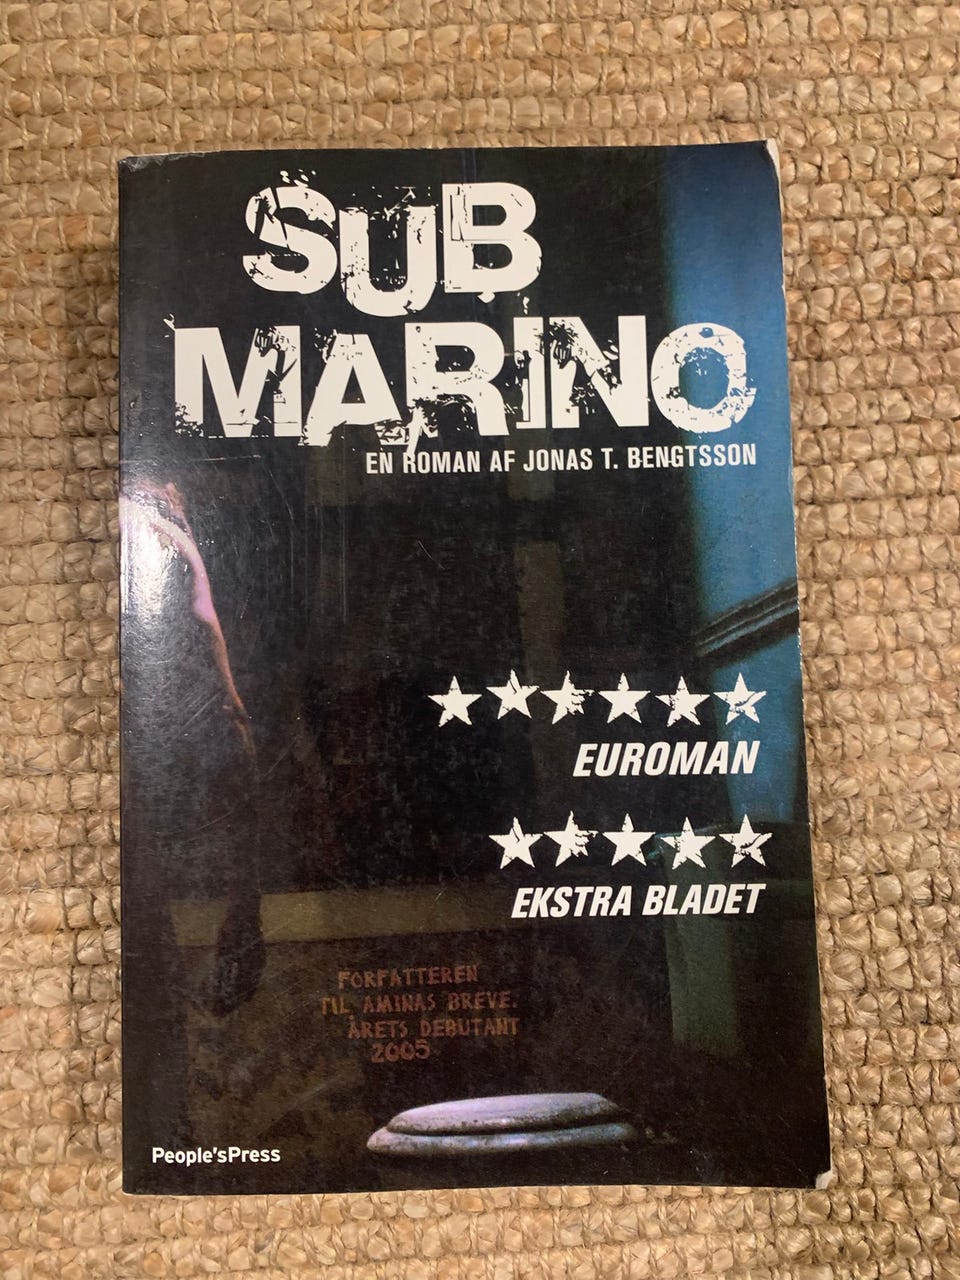 SUB
MARINO
EN ROMAN AF JONAS T. BENGTSSON
EUROMAN
EKSTRA BLADET
FORFATTEREN
TIL AMINAS BREVE.
ÅRETS DEBUTANT
2005
People'sPress